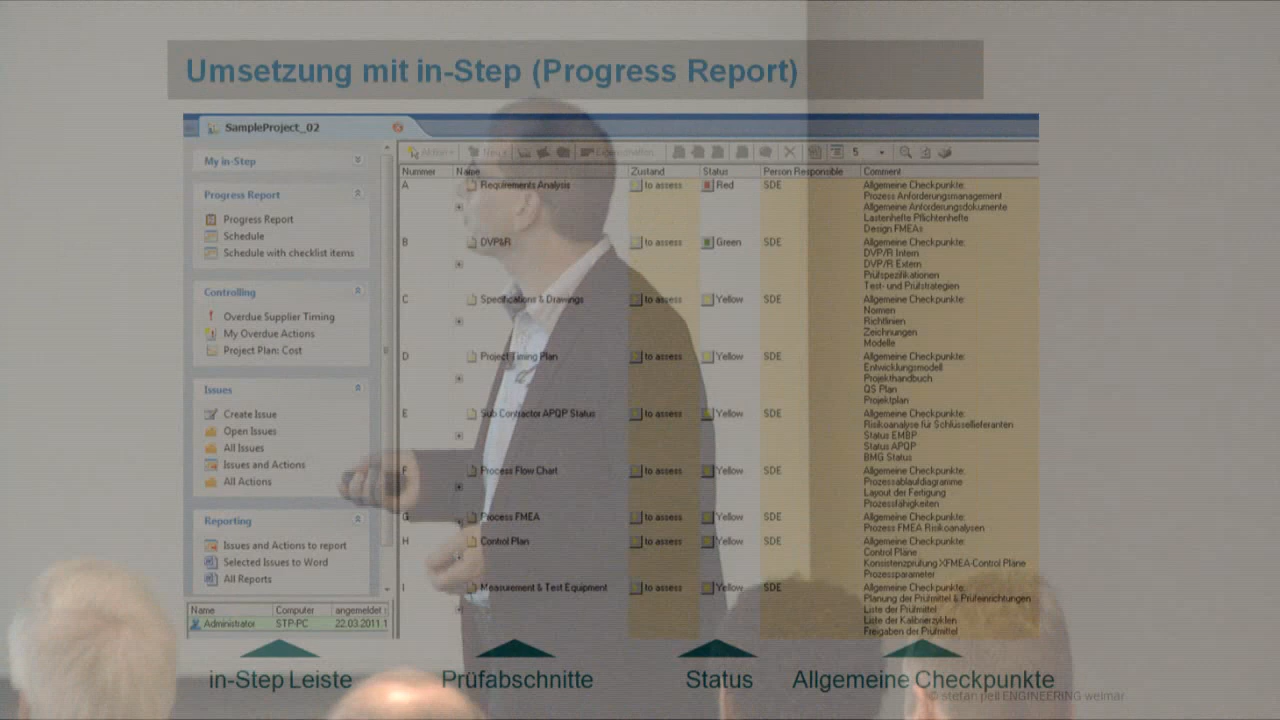 Umsetzung mit in-Step (Progress Report)
SampleProject_02
My in-Step
Progress Report
Progress Report
Schedule
Schedule with checklist items
Controlling
Overdue Supplier Timing
My Overdue Actions
Project Plan: Cost
Issues
Create Issue
Open Issues
All Issues
Issues and Actions
All Actions
Reporting
Issues and Actions to report
Selected Issues to Word
All Reports
Name Computer angemeldet
Administrator STP-PC 22.03.2011 1
5
Nummer Name Zustand Status Person Responsible Comment
A Requirements Analysis to assess Red SDE Allgemeine Checkpunkte:
Prozess Anforderungsmanagement
Allgemeine Anforderungsdokumente
Lastenhefte Pflichtenhefte
Design FMEAs
B DVP&R to assess Green SDE Allgemeine Checkpunkte:
DVP/R Intern
DVP/R Extern
Prüfspezifikationen
Test- und Prüfstrategien
C Specifications & Drawings to assess Yellow SDE Allgemeine Checkpunkte:
Normen
Richtlinien
Zeichnungen
Modelle
D Project Timing Plan to assess Yellow SDE Allgemeine Checkpunkte:
Entwicklungsmodell
Projekthandbuch
QS Plan
Projektplan
E Sub Contractor APQP Status to assess Yellow SDE Allgemeine Checkpunkte:
Risikoanalyse für Schlüssellieferanten
Status EMBP
Status APQP
BMG Status
F Process Flow Chart to assess Yellow SDE Allgemeine Checkpunkte:
Prozessablaufdiagramme
Layout der Fertigung
Prozessfähigkeiten
G Process FMEA to assess Yellow SDE Allgemeine Checkpunkte:
Prozess FMEA Risikoanalysen
H Control Plan to assess Yellow SDE Allgemeine Checkpunkte:
Control Pläne
Konsistenzprüfung XFMEA-Control Pläne
Prozessparameter
I Measurement & Test Equipment to assess Yellow SDE Allgemeine Checkpunkte:
Planung der Prüfmittel & Prüfeinrichtungen
Liste der Prüfmittel
Liste der Kalibrierzyklen
Freigaben der Prüfmittel
in-Step Leiste Prüfabschnitte Status Allgemeine Checkpunkte
© stefan pell ENGINEERING weimar